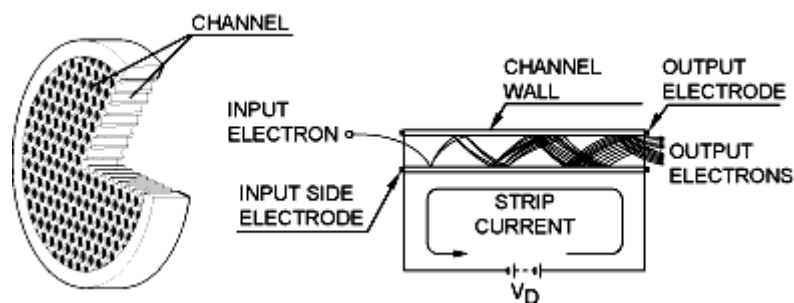 CHANNEL
INPUT
ELECTRON
CHANNEL
WALL
OUTPUT
ELECTRODE
OUTPUT
ELECTRONS
INPUT SIDE
ELECTRODE
STRIP
CURRENT
VD